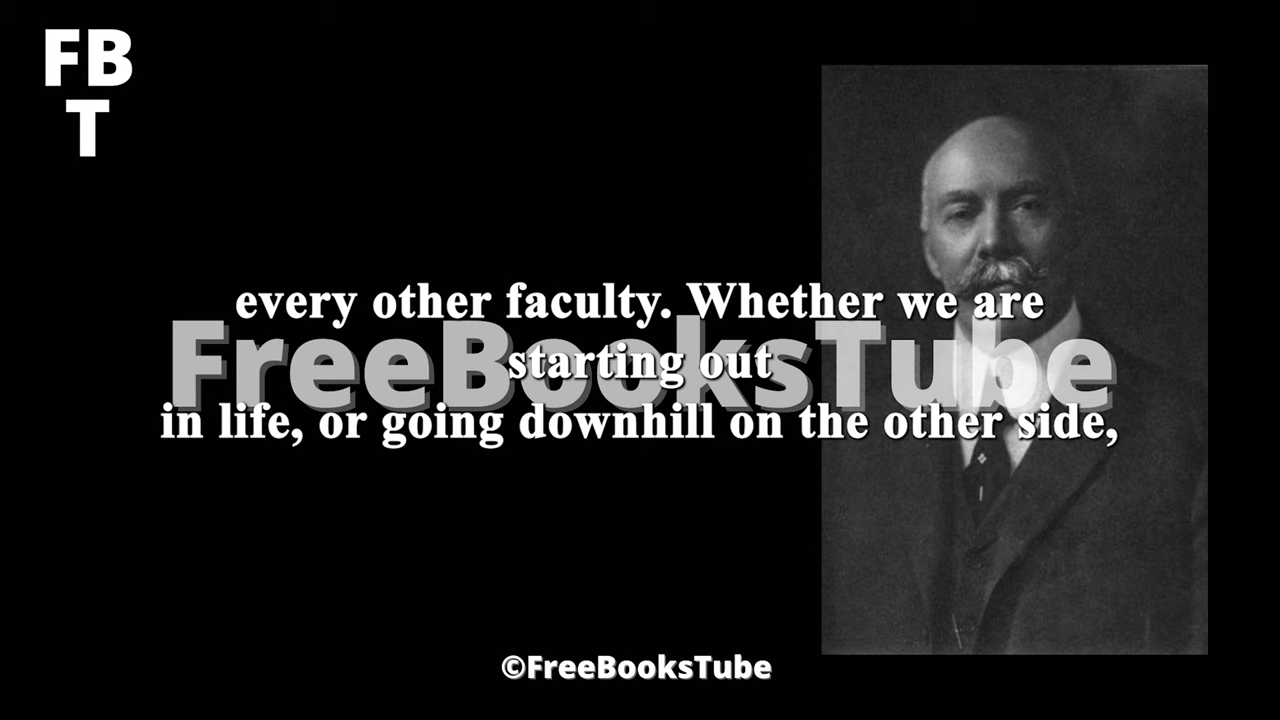 FB
T
every other faculty. Whether we are
starting out
FreeBooksTube
in life, or going downhill on the other side,
©FreeBooksTube